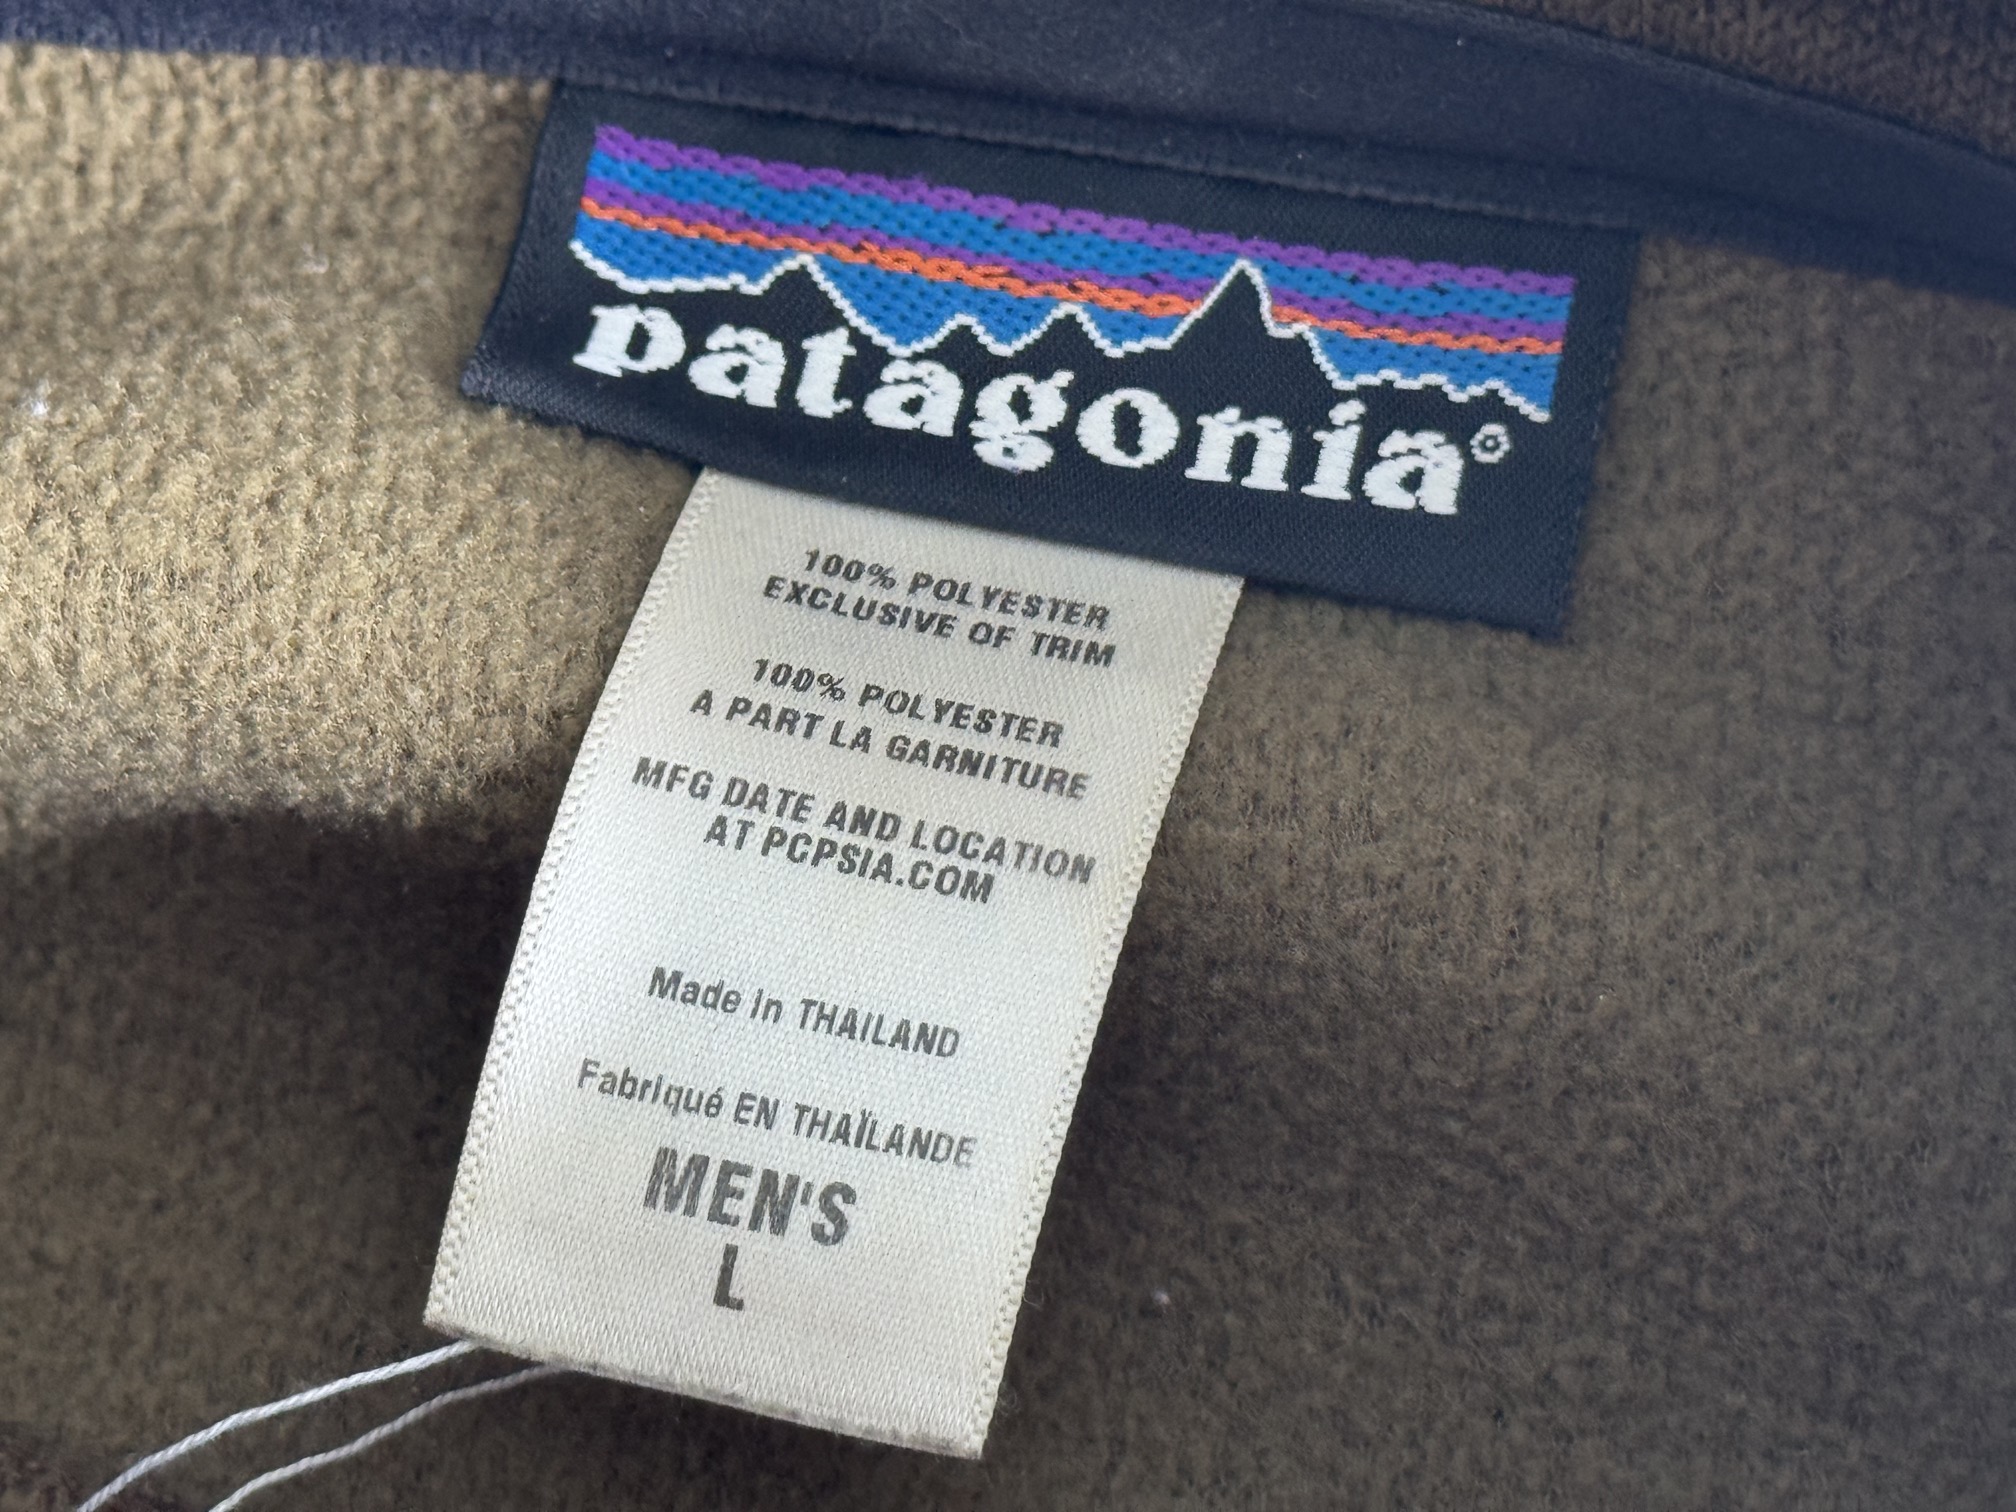 patagonia®
100% POLYESTER
EXCLUSIVE OF TRIM
100% POLYESTER
A PART LA GARNITURE
MFG DATE AND LOCATION
AT PCPSIA.COM
Made in THAILAND
Fabriqué EN THAÏLANDE
MEN'S
L